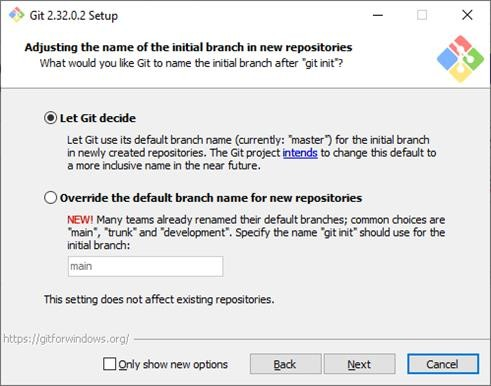 Git 2.32.0.2 Setup
Adjusting the name of the initial branch in new repositories
What would you like Git to name the initial branch after "git init"?
Let Git decide
Let Git use its default branch name (currently: "master") for the initial branch
in newly created repositories. The Git project intends to change this default to
a more inclusive name in the near future.
Override the default branch name for new repositories
NEW! Many teams already renamed their default branches; common choices are
"main", "trunk" and "development". Specify the name "git init" should use for the
initial branch:
main
This setting does not affect existing repositories.
https://gitforwindows.org/
Only show new options
Back
Next
Cancel